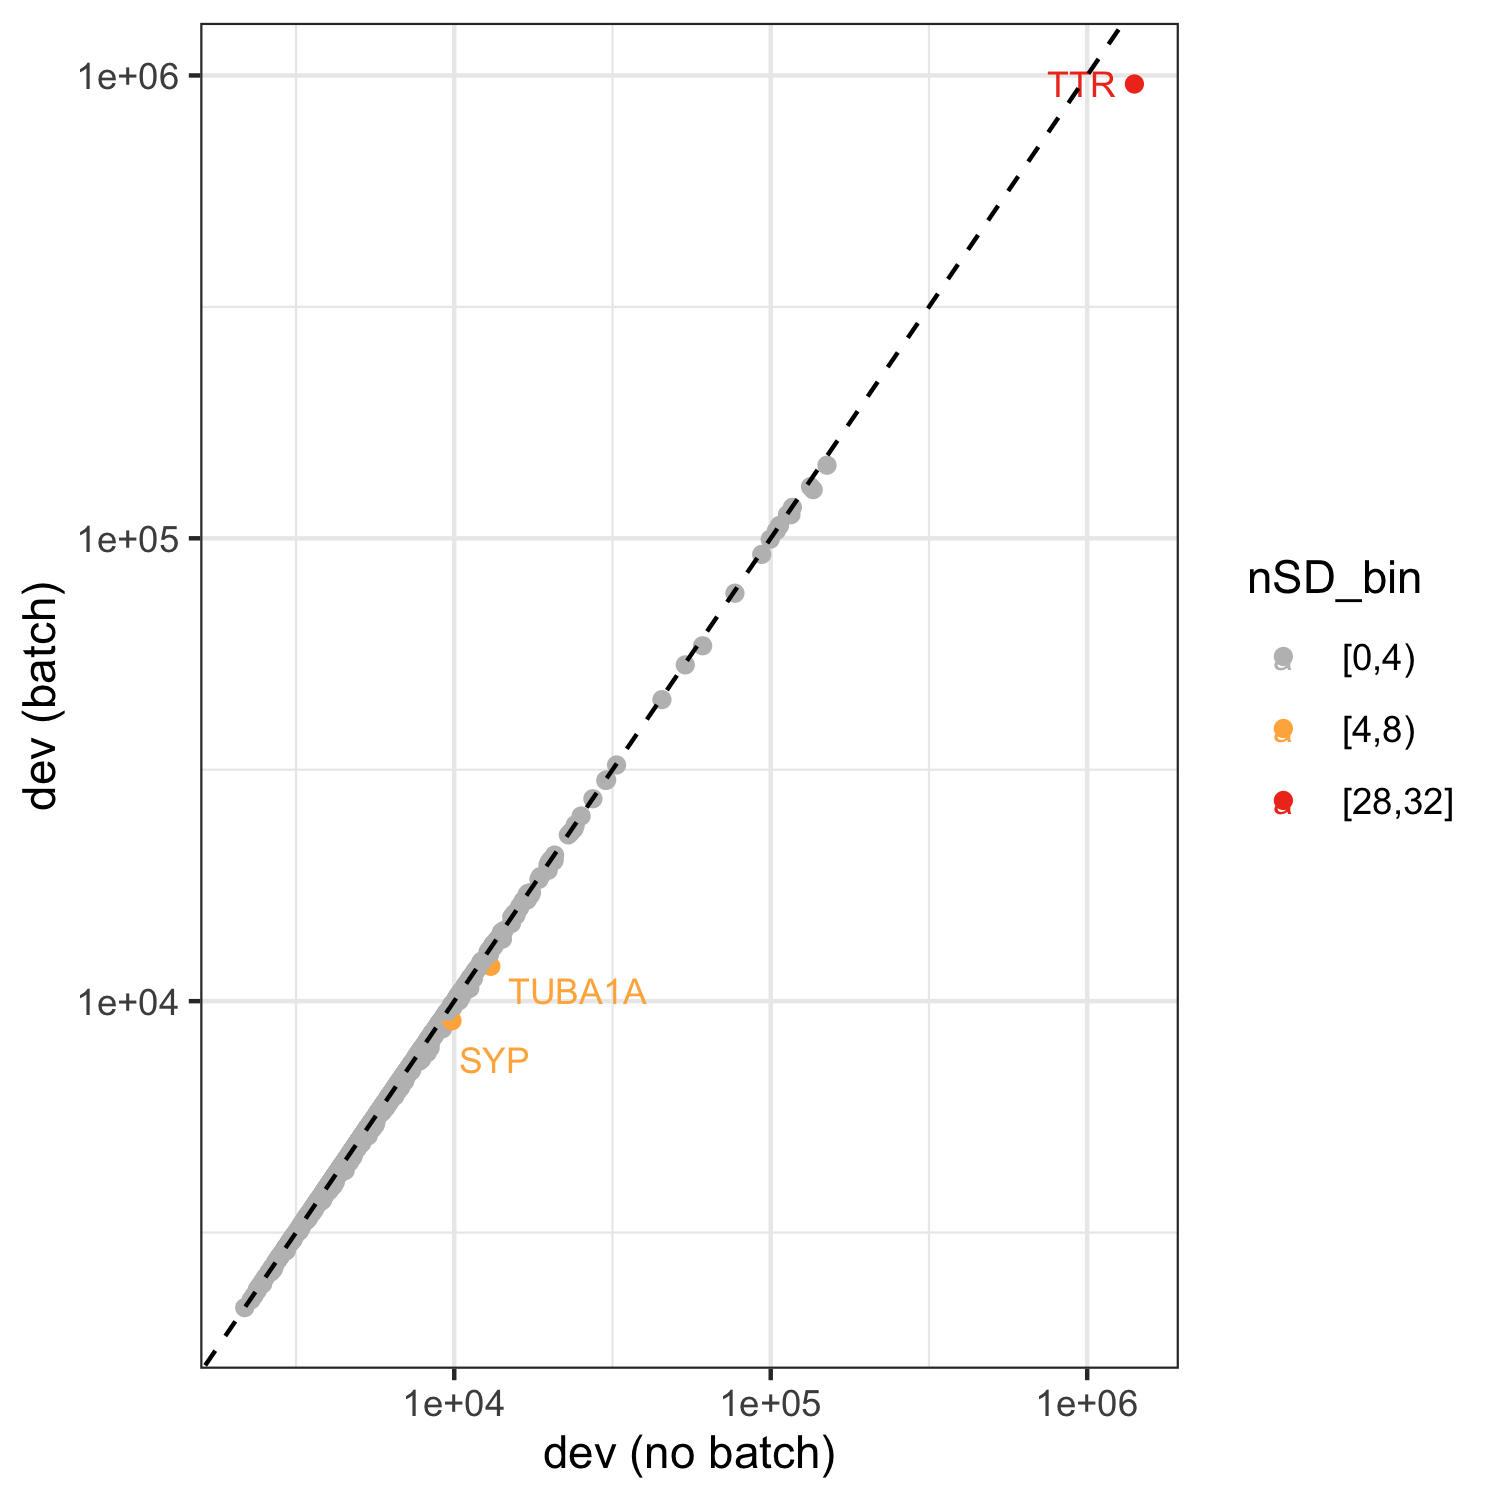 1e+06
1e+05
1e+04
dev (batch)
TTR
TUBA1A
SYP
1e+04
1e+05
1e+06
dev (no batch)
nSD_bin
a [0,4)
a [4,8)
a [28,32]